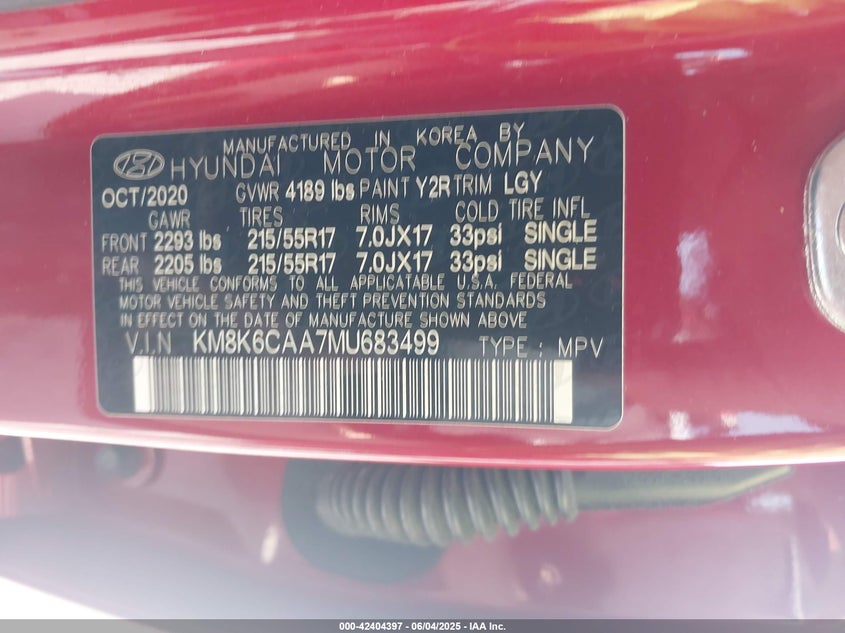 MANUFACTURED IN KOREA BY
HYUNDAI MOTOR COMPANY
OCT/2020 GVWR 4189 lbs PAINT Y2R TRIM LGY
GAWR TIRES RIMS COLD TIRE INFL
FRONT 2293 lbs 215/55R17 7.0JX17 33psi SINGLE
REAR 2205 lbs 215/55R17 7.0JX17 33psi SINGLE
THIS VEHICLE CONFORMS TO ALL APPLICATABLE U.S.A. FEDERAL
MOTOR VEHICLE SAFETY AND THEFT PREVENTION STANDARDS
IN EFFECT ON THE DATE OF MANUFACTURE SHOWN ABOVE.
V.I.N KM8K6CAA7MU683499 TYPE : MPV
000-42404397 - 06/04/2025 - IAA Inc.